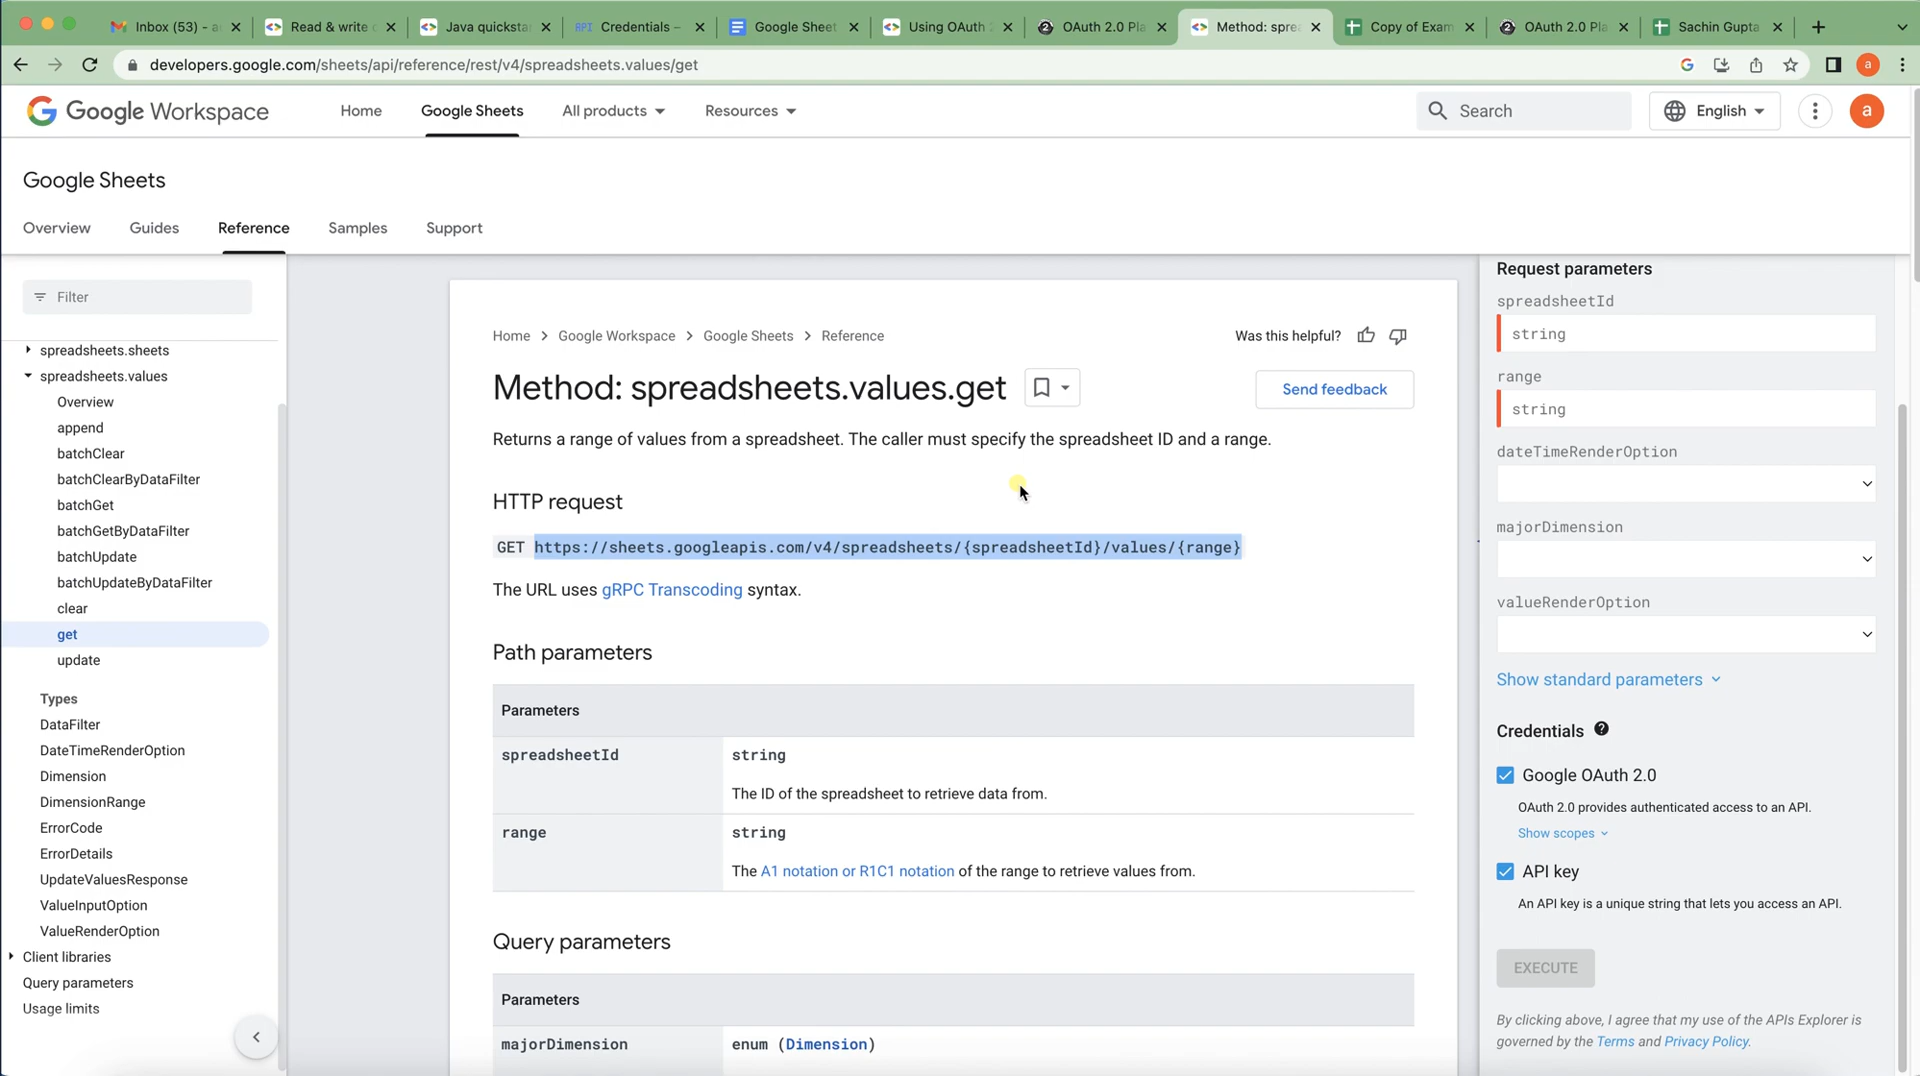 Inbox (53) - a
Read & write c
Java quicksta
API Credentials –
Google Sheet
Using OAuth 2
OAuth 2.0 Pla
Method: spre
Copy of Exam
OAuth 2.0 Pla
Sachin Gupta
developers.google.com/sheets/api/reference/rest/v4/spreadsheets.values/get
a
Google Workspace
Home
Google Sheets
All products
Resources
Search
English
a
Google Sheets
Overview
Guides
Reference
Samples
Support
Filter
spreadsheets.sheets
spreadsheets.values
Overview
append
batchClear
batchClearByDataFilter
batchGet
batchGetByDataFilter
batchUpdate
batchUpdateByDataFilter
clear
get
update
Types
DataFilter
DateTimeRenderOption
Dimension
DimensionRange
ErrorCode
ErrorDetails
UpdateValuesResponse
ValueInputOption
ValueRenderOption
Client libraries
Query parameters
Usage limits
Home > Google Workspace > Google Sheets > Reference
Was this helpful?
Method: spreadsheets.values.get
Send feedback
Returns a range of values from a spreadsheet. The caller must specify the spreadsheet ID and a range.
HTTP request
GET https://sheets.googleapis.com/v4/spreadsheets/{spreadsheetId}/values/{range}
The URL uses gRPC Transcoding syntax.
Path parameters
Parameters
spreadsheetId
string
The ID of the spreadsheet to retrieve data from.
range
string
The A1 notation or R1C1 notation of the range to retrieve values from.
Query parameters
Parameters
majorDimension
enum (Dimension)
Request parameters
spreadsheetId
string
range
string
dateTimeRenderOption
majorDimension
valueRenderOption
Show standard parameters
Credentials
Google OAuth 2.0
OAuth 2.0 provides authenticated access to an API.
Show scopes
API key
An API key is a unique string that lets you access an API.
EXECUTE
By clicking above, I agree that my use of the APIs Explorer is
governed by the Terms and Privacy Policy.